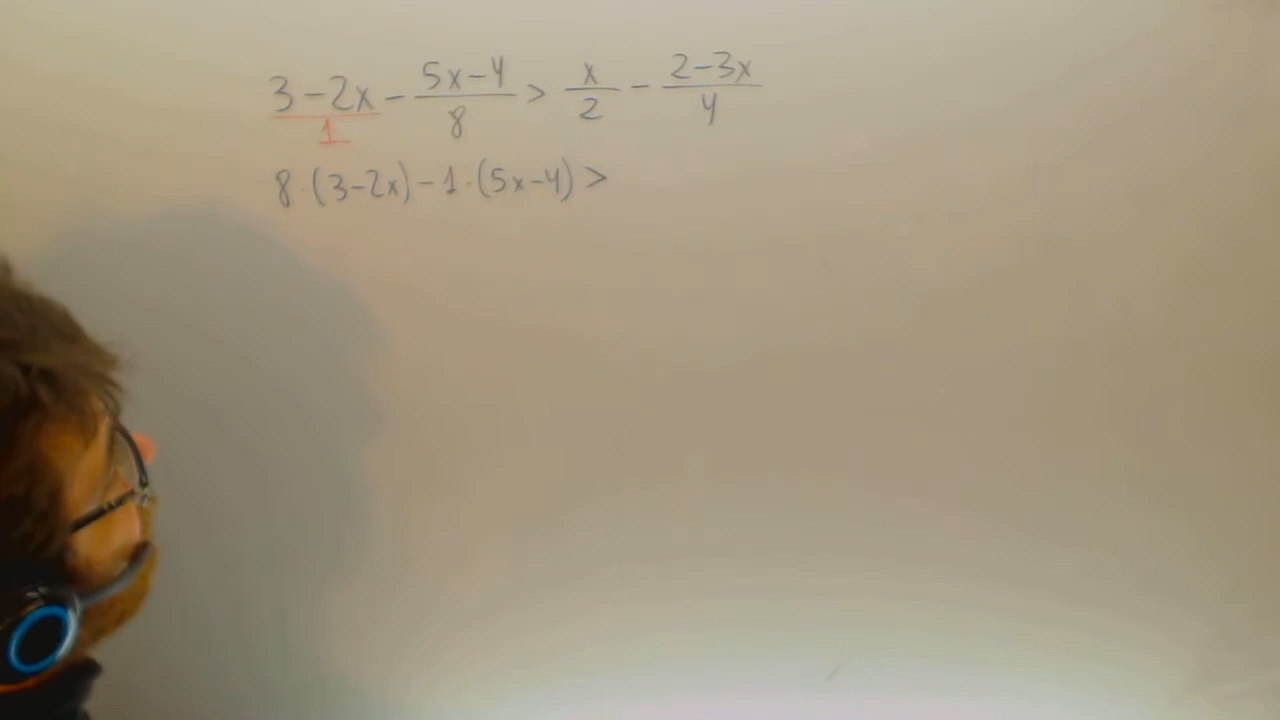 (3-2x)/1 - (5x-4)/8 > x/2 - (2-3x)/4
8·(3-2x)-1·(5x-4) >